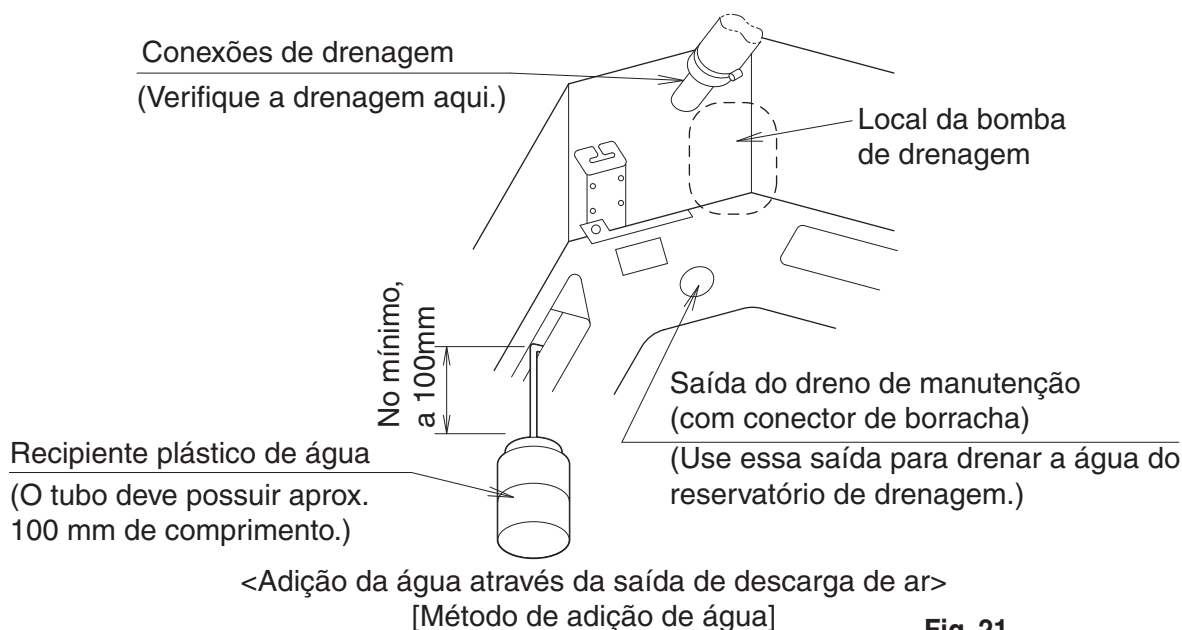 Conexões de drenagem
(Verifique a drenagem aqui.)
Local da bomba
de drenagem
No mínimo,
a 100mm
Saída do dreno de manutenção
(com conector de borracha)
(Use essa saída para drenar a água do
reservatório de drenagem.)
Recipiente plástico de água
(O tubo deve possuir aprox.
100 mm de comprimento.)
<Adição da água através da saída de descarga de ar>
[Método de adição de água]
Fig. 21